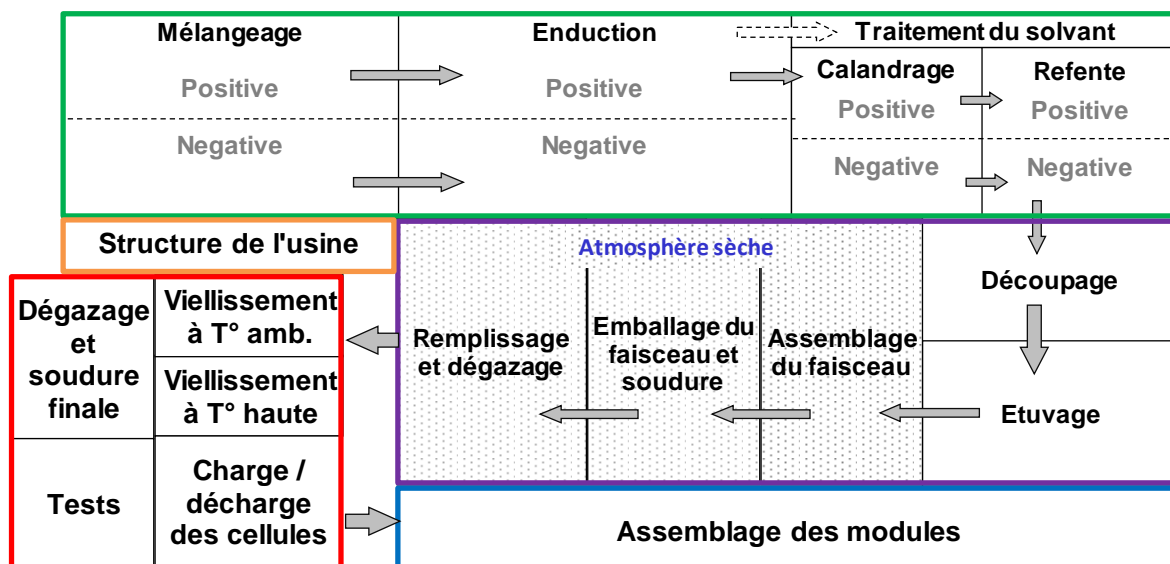 Mélangeage
Enduction
Traitement du solvant
Calandrage
Refente
Positive
Positive
Positive
Positive
Negative
Negative
Negative
Negative
Structure de l'usine
Atmosphère sèche
Découpage
Dégazage
et
soudure
finale
Viellissement
à T° amb.
Viellissement
à T° haute
Remplissage
et dégazage
Emballage du
faisceau et
soudure
Assemblage
du faisceau
Etuvage
Tests
Charge /
décharge
des cellules
Assemblage des modules